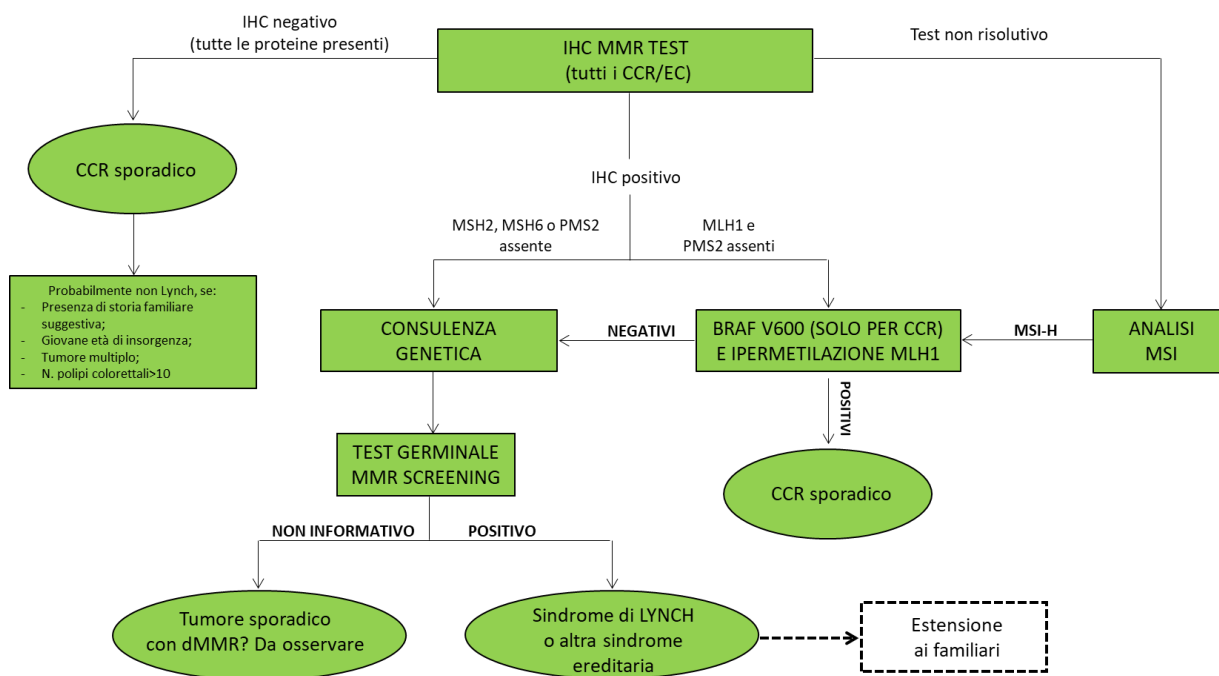 IHC negativo
(tutte le proteine presenti)
IHC MMR TEST
(tutti i CCR/EC)
Test non risolutivo
CCR sporadico
IHC positivo
MSH2, MSH6 o PMS2
assente
MLH1 e
PMS2 assenti
Probabilmente non Lynch, se:
- Presenza di storia familiare
suggestiva;
- Giovane età di insorgenza;
- Tumore multiplo;
- N. polipi colorettali>10
CONSULENZA
GENETICA
NEGATIVI
BRAF V600 (SOLO PER CCR)
E IPERMETILAZIONE MLH1
MSI-H
ANALISI
MSI
POSITIVI
TEST GERMINALE
MMR SCREENING
CCR sporadico
NON INFORMATIVO
POSITIVO
Tumore sporadico
con dMMR? Da osservare
Sindrome di LYNCH
o altra sindrome
ereditaria
Estensione
ai familiari